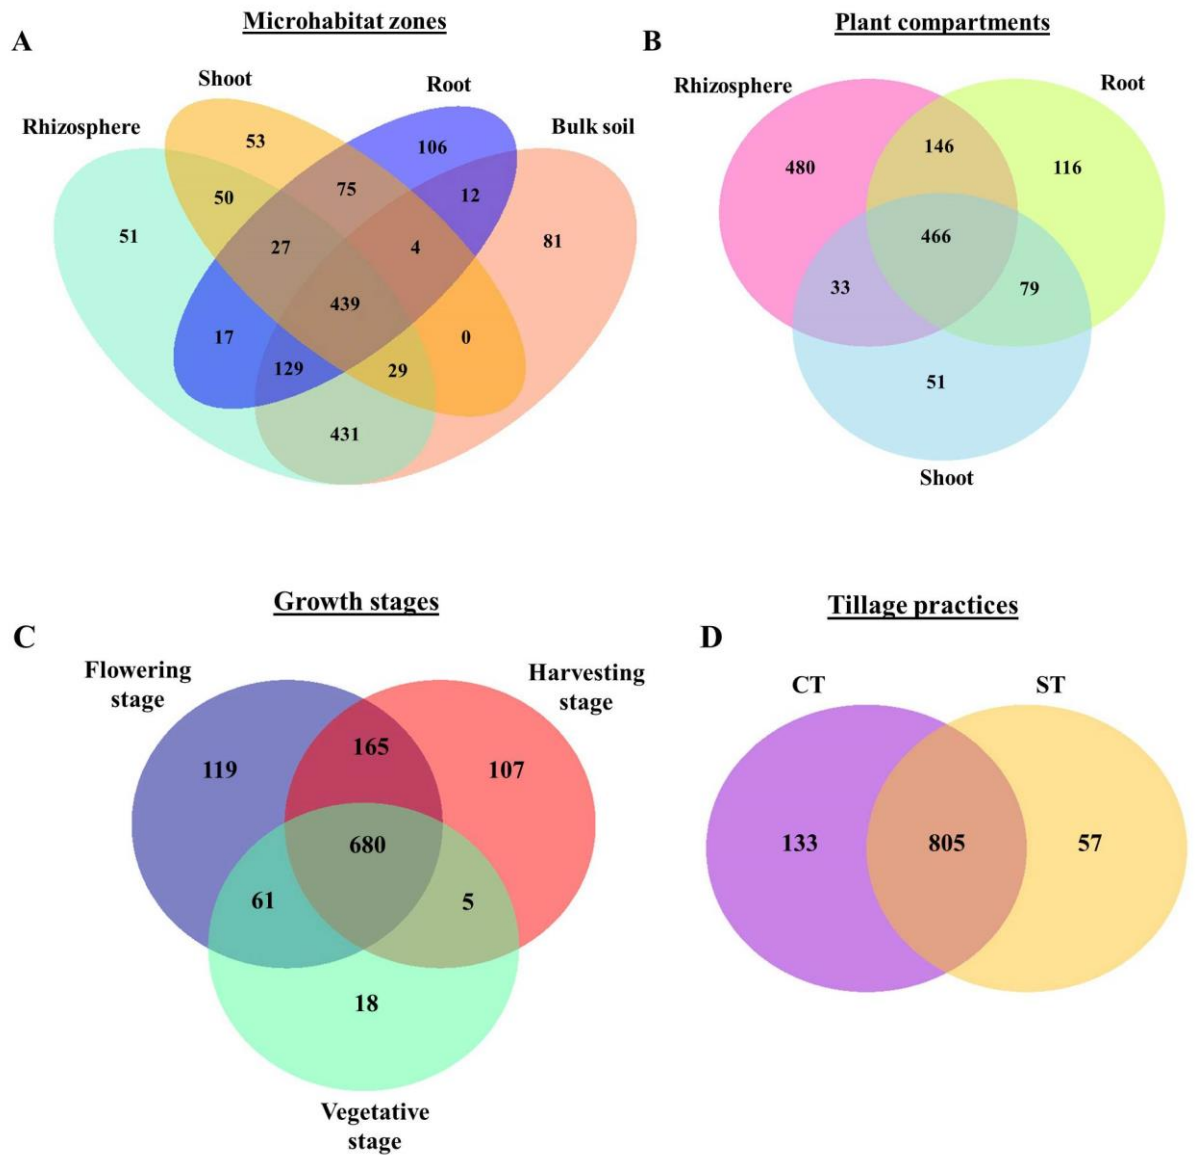 Microhabitat zones
A
Shoot
Root
Rhizosphere
Bulk soil
53
106
50
75
12
51
27
4
81
439
17
0
129
29
431
Plant compartments
B
Rhizosphere
Root
146
480
116
466
33
79
51
Shoot
Growth stages
C
Flowering
stage
Harvesting
stage
165
119
107
680
61
5
18
Vegetative
stage
Tillage practices
D
CT
ST
133
805
57